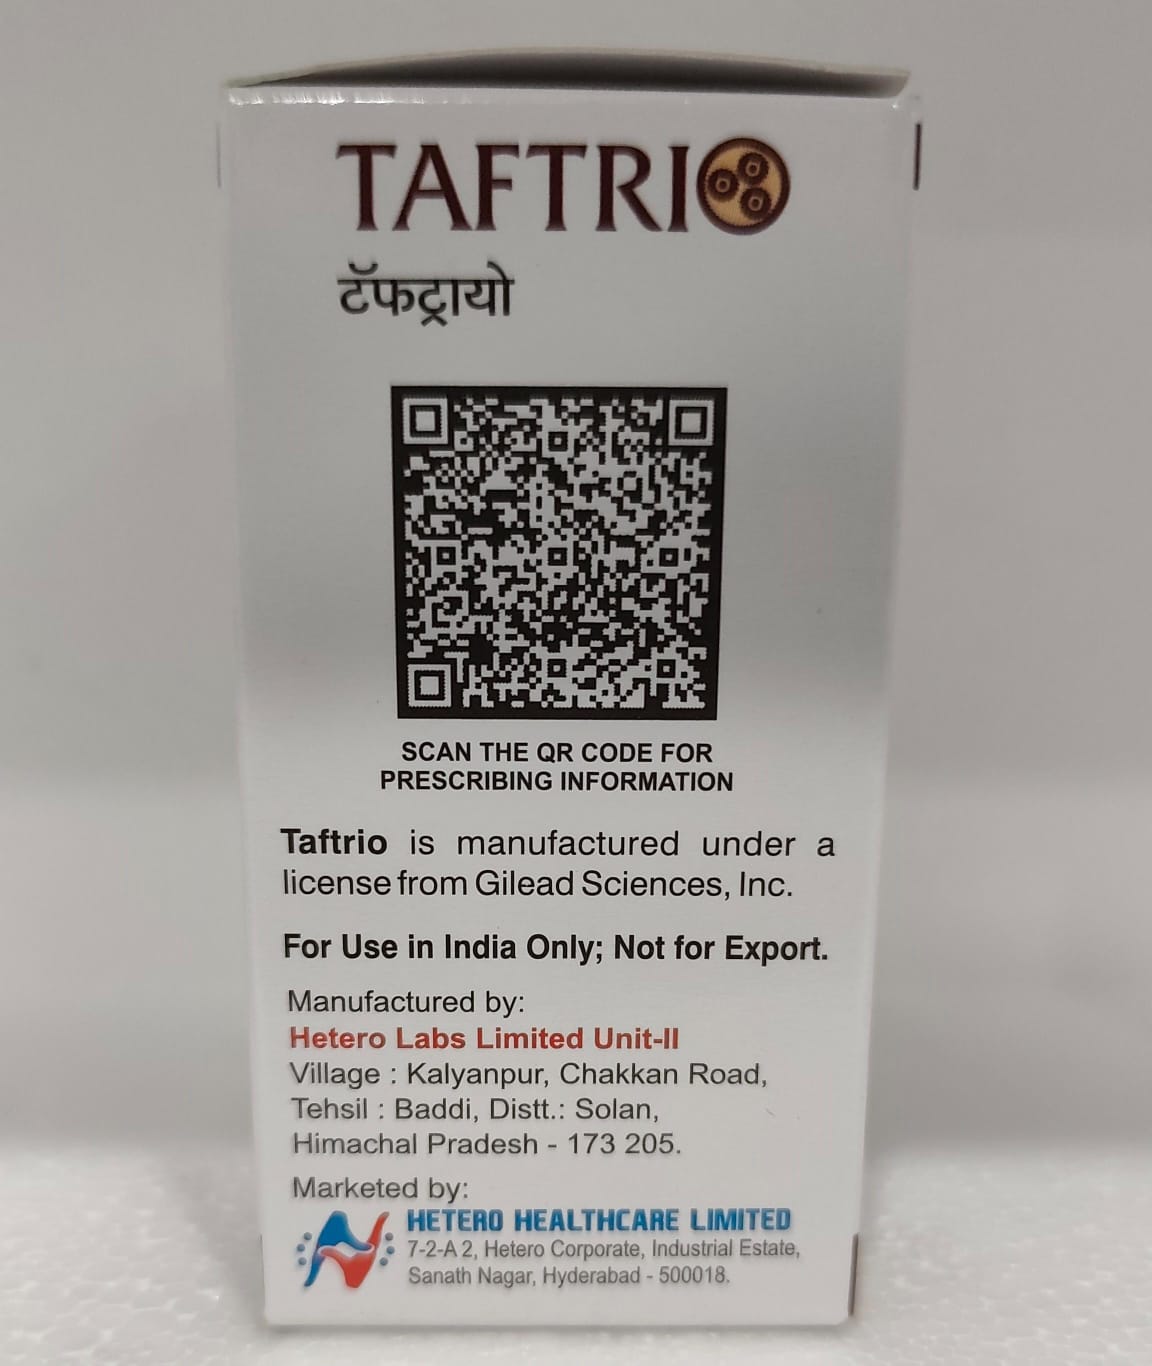 TAFTRIO
टॅफट्रायो
SCAN THE QR CODE FOR
PRESCRIBING INFORMATION
Taftrio is manufactured under a
license from Gilead Sciences, Inc.
For Use in India Only; Not for Export.
Manufactured by:
Hetero Labs Limited Unit-II
Village : Kalyanpur, Chakkan Road,
Tehsil : Baddi, Distt.: Solan,
Himachal Pradesh - 173 205.
Marketed by:
HETERO HEALTHCARE LIMITED
7-2-A 2, Hetero Corporate, Industrial Estate,
Sanath Nagar, Hyderabad - 500018.